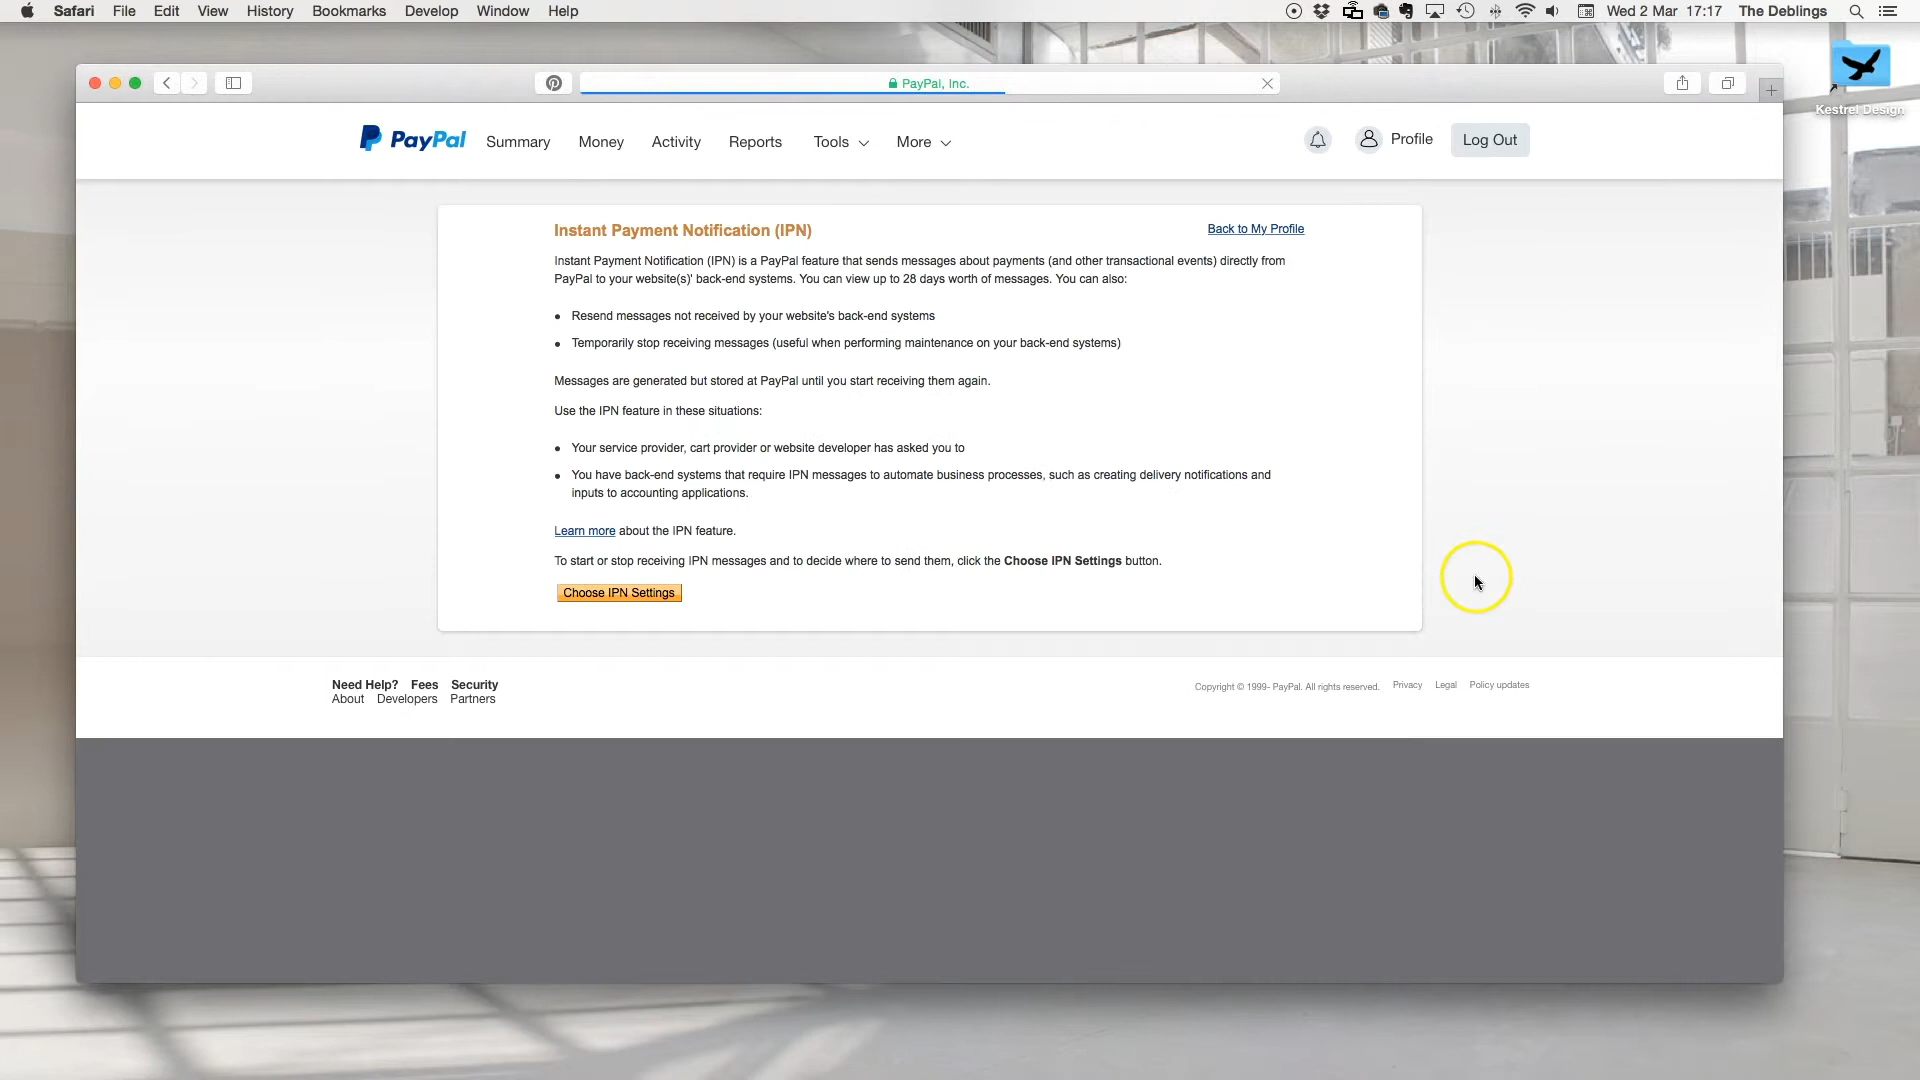 Safari File Edit View History Bookmarks Develop Window Help Wed 2 Mar 17:17 The Deblings
PayPal, Inc.
Kestrel Design
PayPal Summary Money Activity Reports Tools More Profile Log Out
Instant Payment Notification (IPN) Back to My Profile
Instant Payment Notification (IPN) is a PayPal feature that sends messages about payments (and other transactional events) directly from
PayPal to your website(s)' back-end systems. You can view up to 28 days worth of messages. You can also:
• Resend messages not received by your website's back-end systems
• Temporarily stop receiving messages (useful when performing maintenance on your back-end systems)
Messages are generated but stored at PayPal until you start receiving them again.
Use the IPN feature in these situations:
• Your service provider, cart provider or website developer has asked you to
• You have back-end systems that require IPN messages to automate business processes, such as creating delivery notifications and
inputs to accounting applications.
Learn more about the IPN feature.
To start or stop receiving IPN messages and to decide where to send them, click the Choose IPN Settings button.
Choose IPN Settings
Need Help? Fees Security
About Developers Partners
Copyright © 1999- PayPal. All rights reserved. Privacy Legal Policy updates